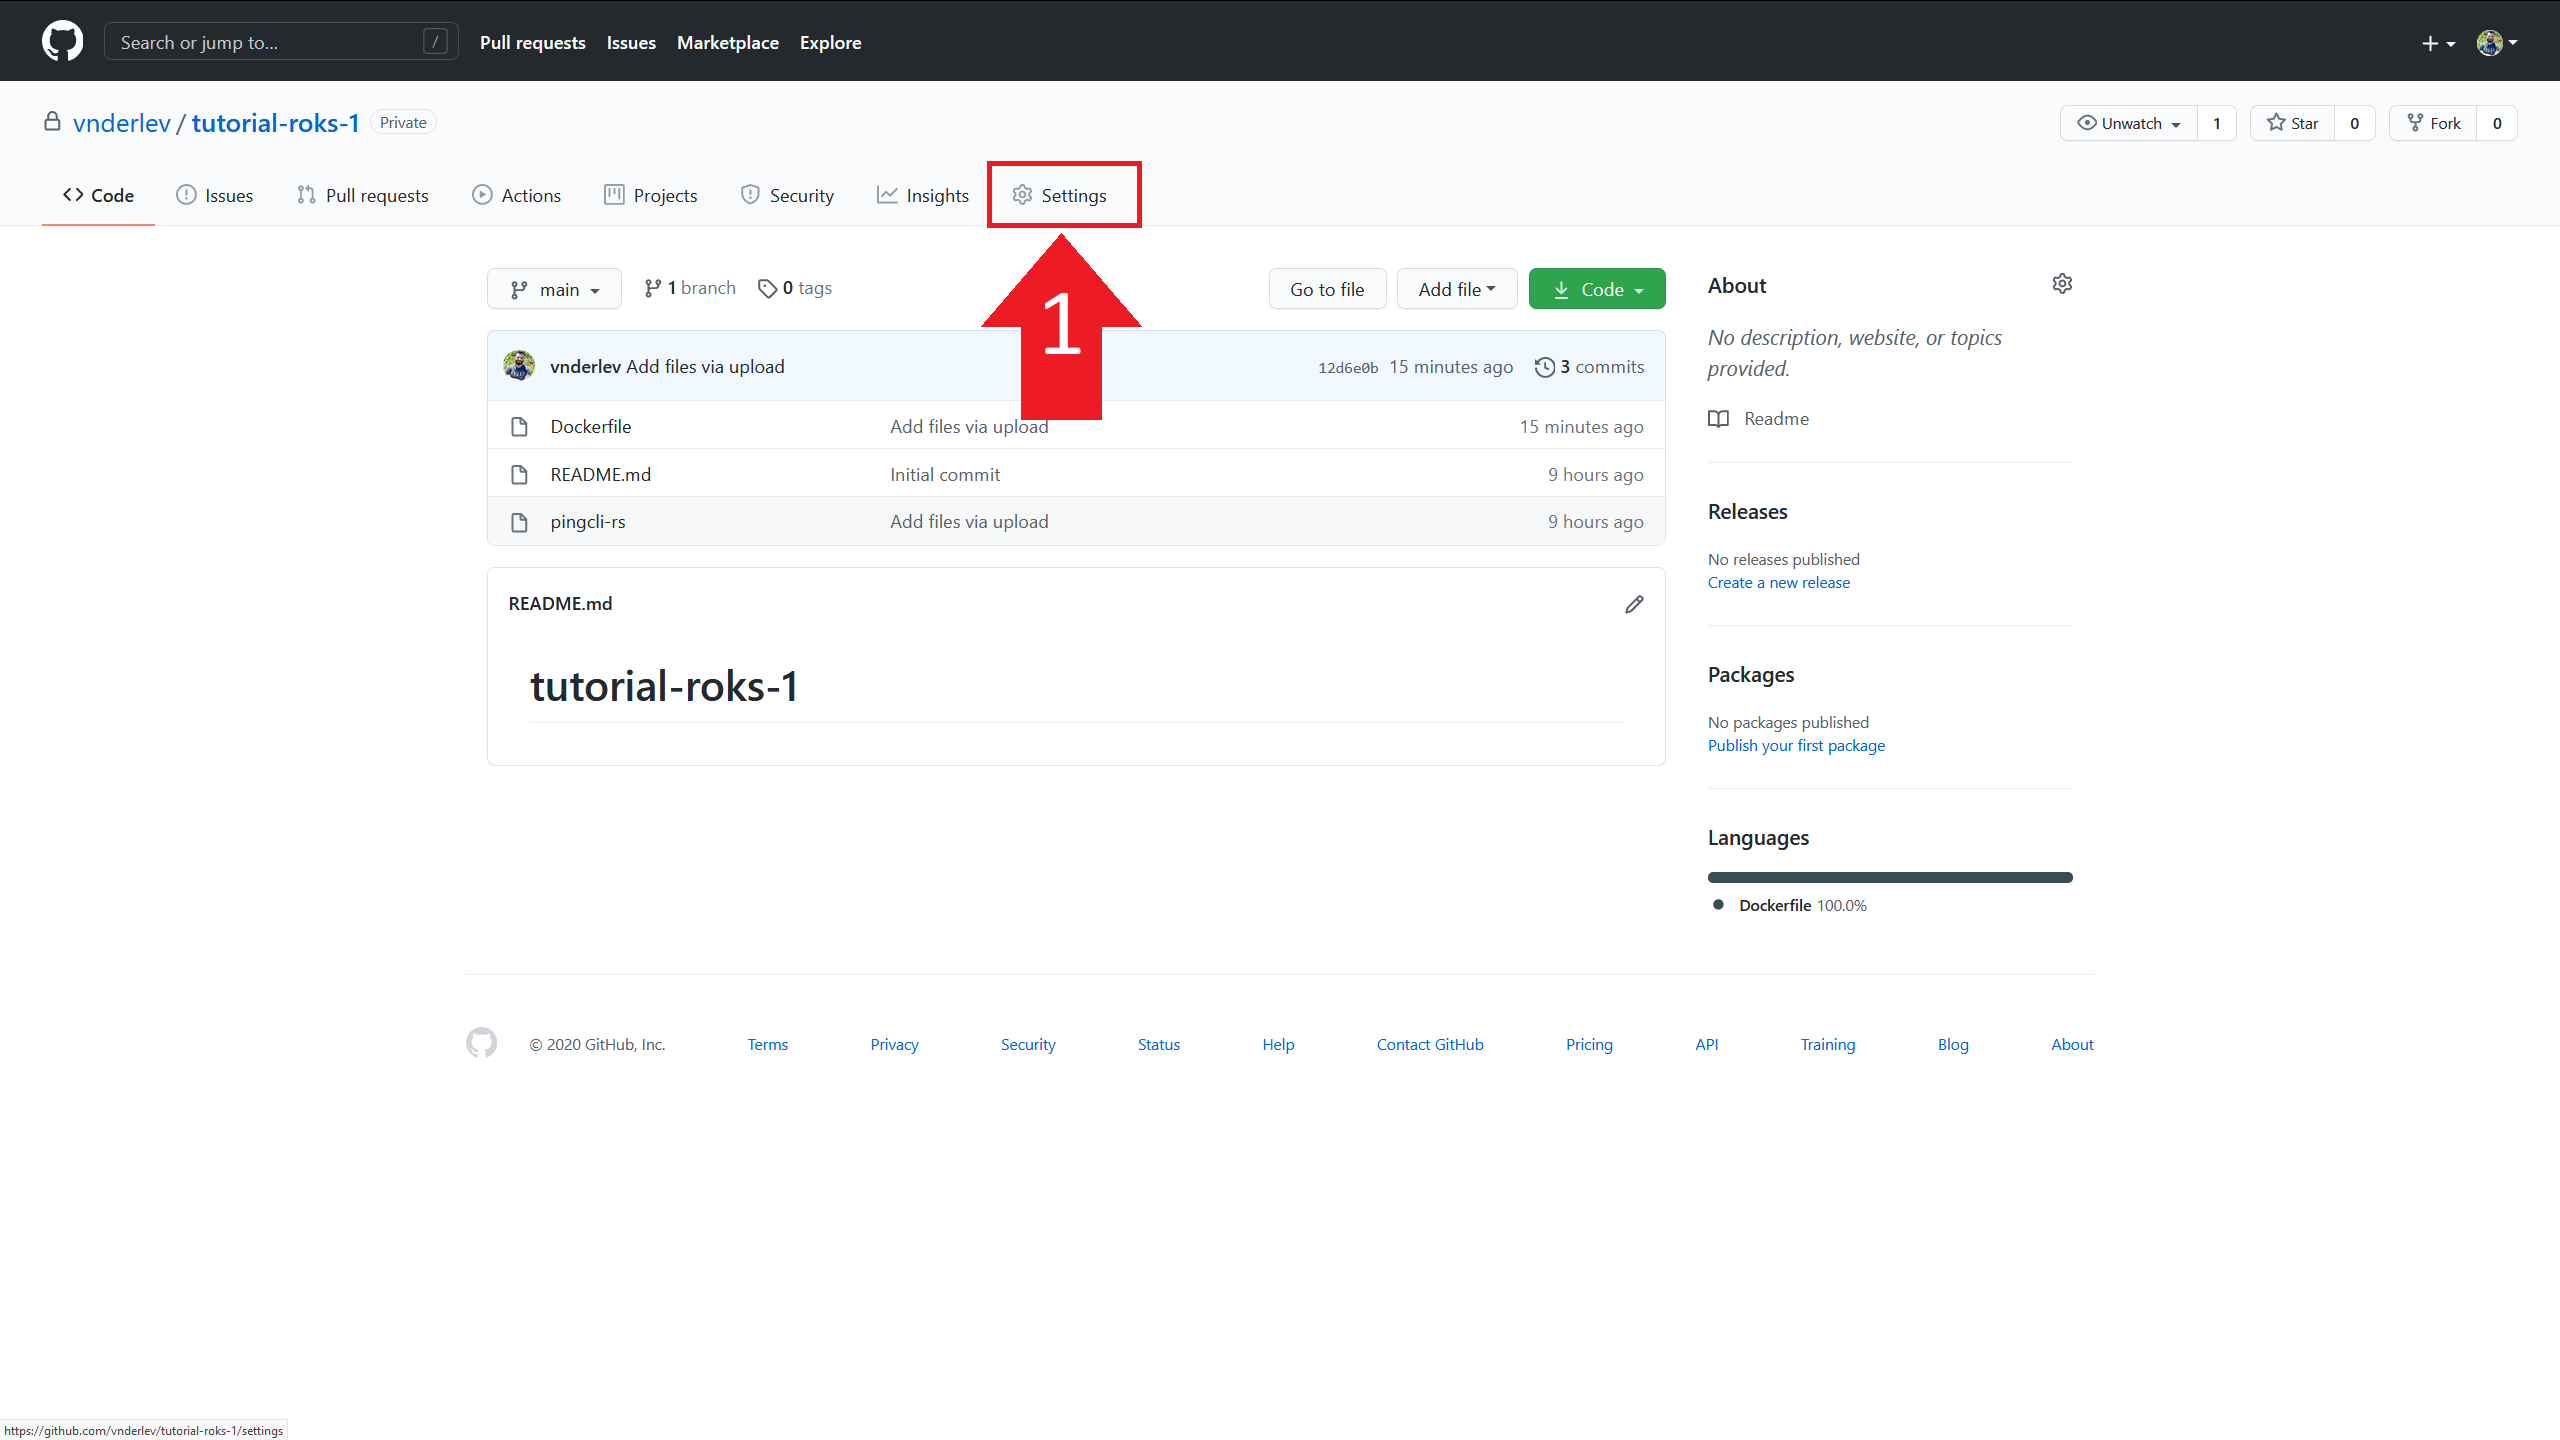 Search or jump to... /
Pull requests Issues Marketplace Explore
vnderlev / tutorial-roks-1 Private
Unwatch 1 Star 0 Fork 0
Code Issues Pull requests Actions Projects Security Insights Settings
1
main 1 branch 0 tags Go to file Add file Code
vnderlev Add files via upload 12d6e0b 15 minutes ago 3 commits
Dockerfile Add files via upload 15 minutes ago
README.md Initial commit 9 hours ago
pingcli-rs Add files via upload 9 hours ago
README.md
tutorial-roks-1
About
No description, website, or topics
provided.
Readme
Releases
No releases published
Create a new release
Packages
No packages published
Publish your first package
Languages
Dockerfile 100.0%
© 2020 GitHub, Inc. Terms Privacy Security Status Help Contact GitHub Pricing API Training Blog About
https://github.com/vnderlev/tutorial-roks-1/settings